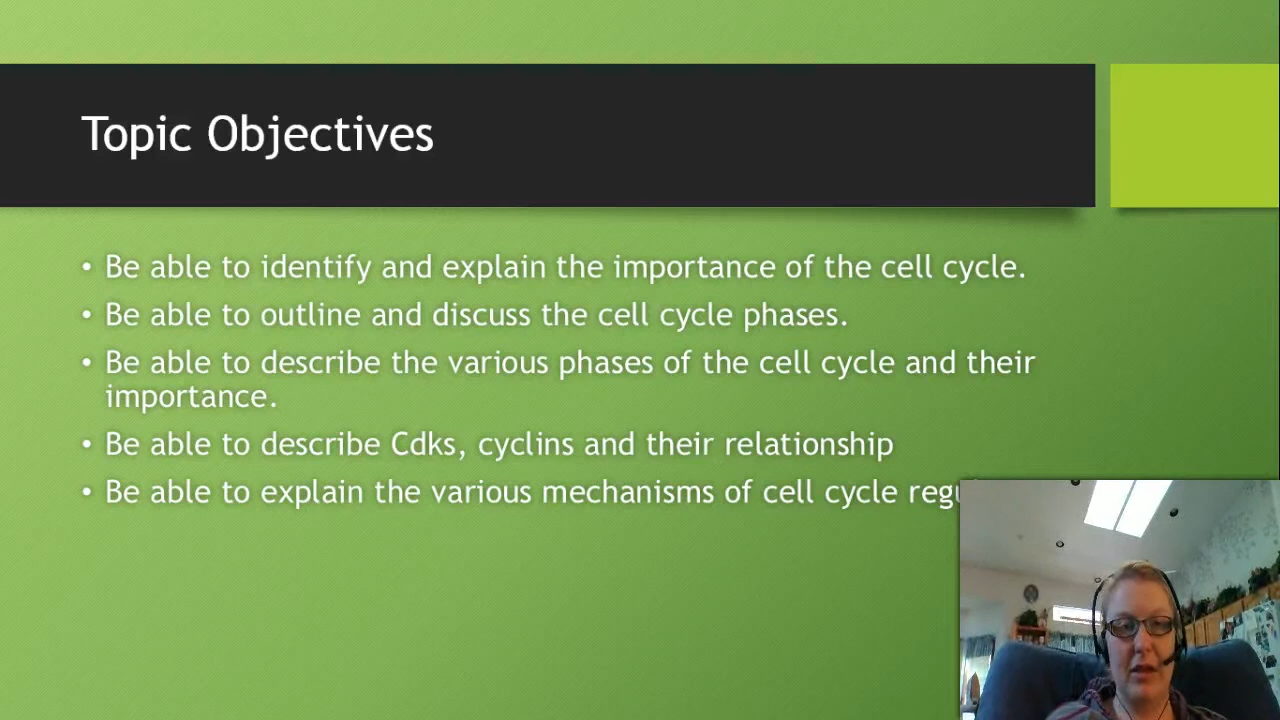 Topic Objectives
• Be able to identify and explain the importance of the cell cycle.
• Be able to outline and discuss the cell cycle phases.
• Be able to describe the various phases of the cell cycle and their
importance.
• Be able to describe Cdks, cyclins and their relationship
• Be able to explain the various mechanisms of cell cycle